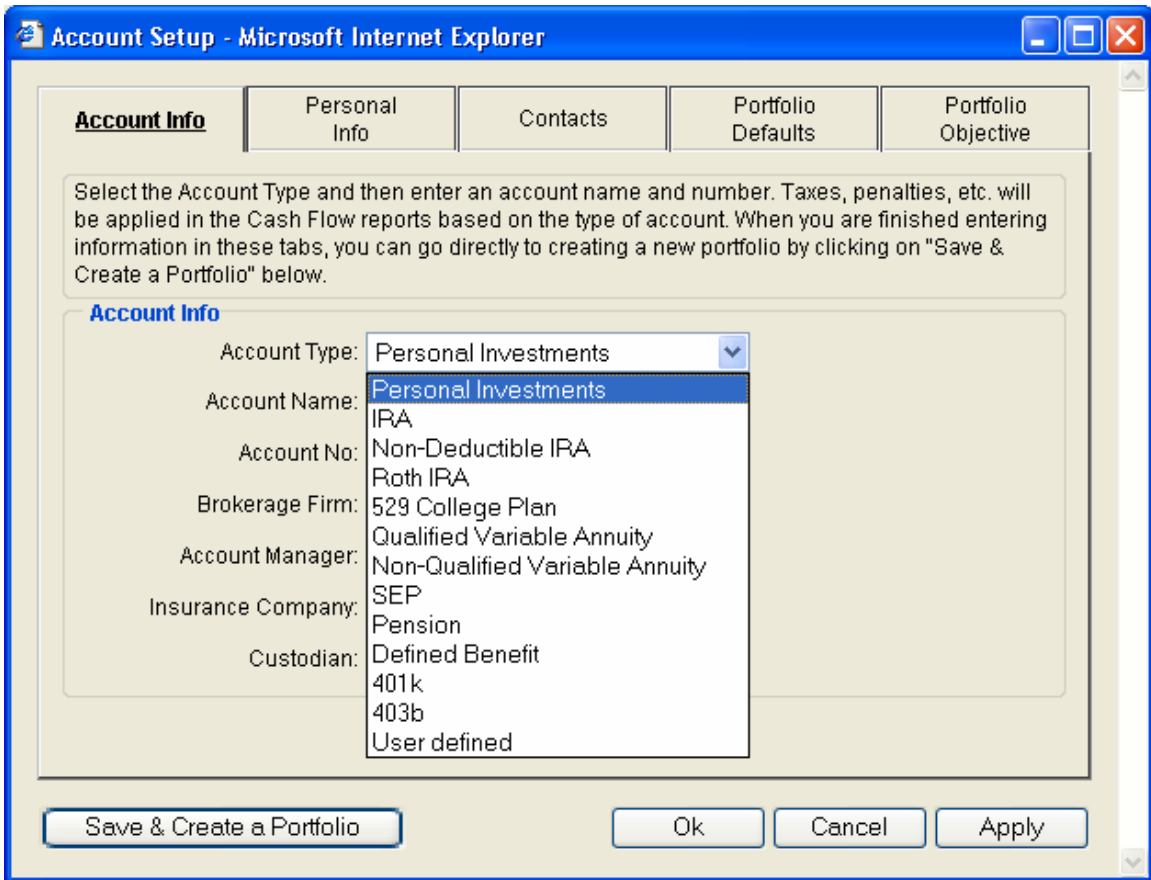 Account Setup - Microsoft Internet Explorer
Account Info
Personal
Info
Contacts
Portfolio
Defaults
Portfolio
Objective
Select the Account Type and then enter an account name and number. Taxes, penalties, etc. will
be applied in the Cash Flow reports based on the type of account. When you are finished entering
information in these tabs, you can go directly to creating a new portfolio by clicking on "Save &
Create a Portfolio" below.
Account Info
Account Type: Personal Investments
Personal Investments
Account Name:
IRA
Account No: Non-Deductible IRA
Roth IRA
Brokerage Firm: 529 College Plan
Qualified Variable Annuity
Account Manager:
Non-Qualified Variable Annuity
Insurance Company: SEP
Pension
Custodian: Defined Benefit
401k
403b
User defined
Save & Create a Portfolio
Ok
Cancel
Apply